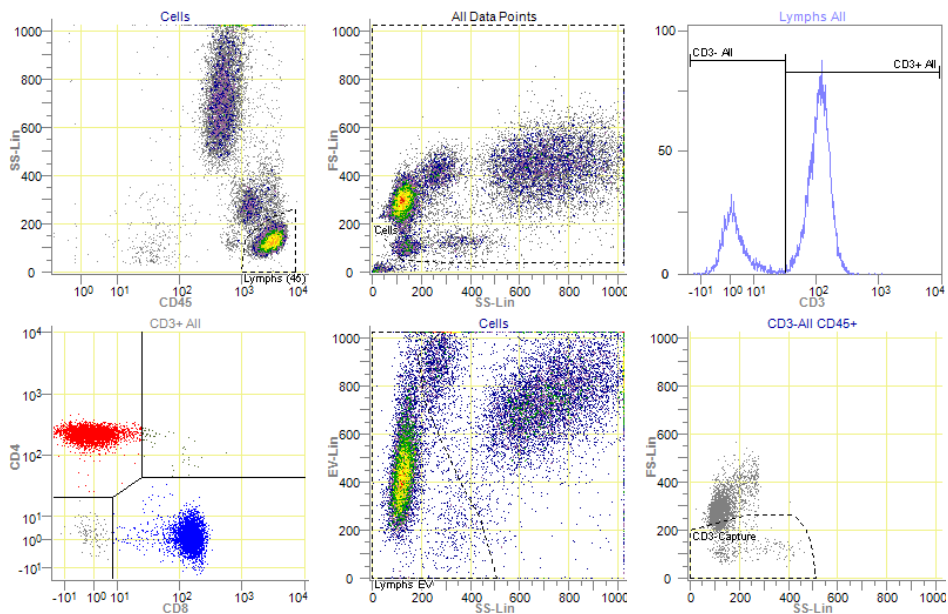 Cells
1000
800
600
400
200
0
SS-Lin
10^0 10^1 10^2 10^3 10^4
CD45
Lymphs (45)
All Data Points
1000
800
600
400
200
0
FS-Lin
Cells
0 200 400 600 800 1000
SS-Lin
Lymphs All
100
50
0
CD3- All
CD3+ All
-10^1 10^0 10^1 10^2 10^3 10^4
CD3
CD3+ All
10^4
10^3
10^2
10^1
10^0
-10^1
CD4
-10^1 10^0 10^1 10^2 10^3 10^4
CD8
Cells
1000
800
600
400
200
0
EV-Lin
Lymphs EV
0 200 400 600 800 1000
SS-Lin
CD3-All CD45+
1000
800
600
400
200
0
FS-Lin
CD3-Capture
0 200 400 600 800 1000
SS-Lin